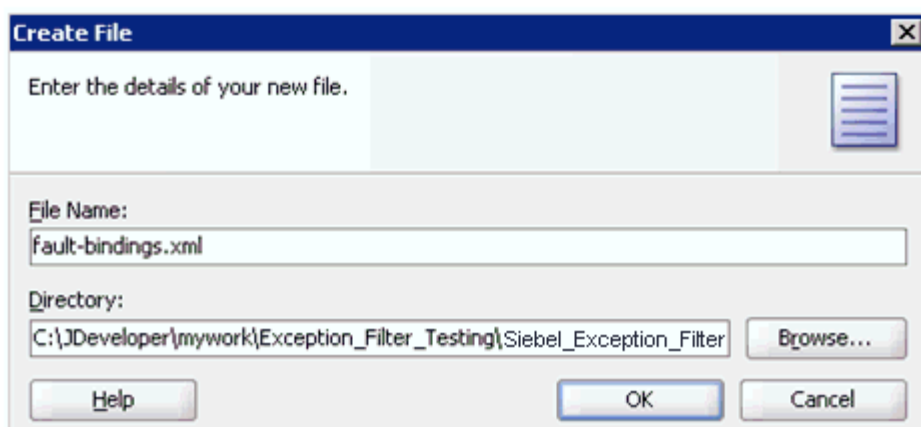 Create File
Enter the details of your new file.
File Name:
fault-bindings.xml
Directory:
C:\JDeveloper\mywork\Exception_Filter_Testing\Siebel_Exception_Filter
Browse...
Help
OK
Cancel